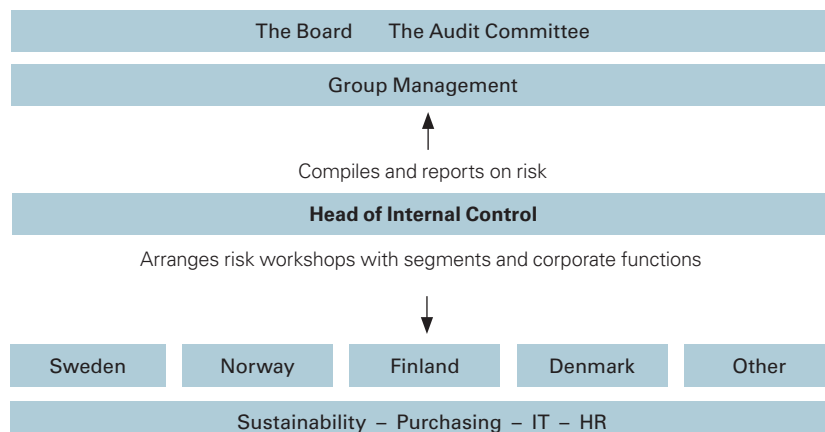 The Board The Audit Committee
Group Management
Compiles and reports on risk
Head of Internal Control
Arranges risk workshops with segments and corporate functions
Sweden Norway Finland Denmark Other
Sustainability – Purchasing – IT – HR